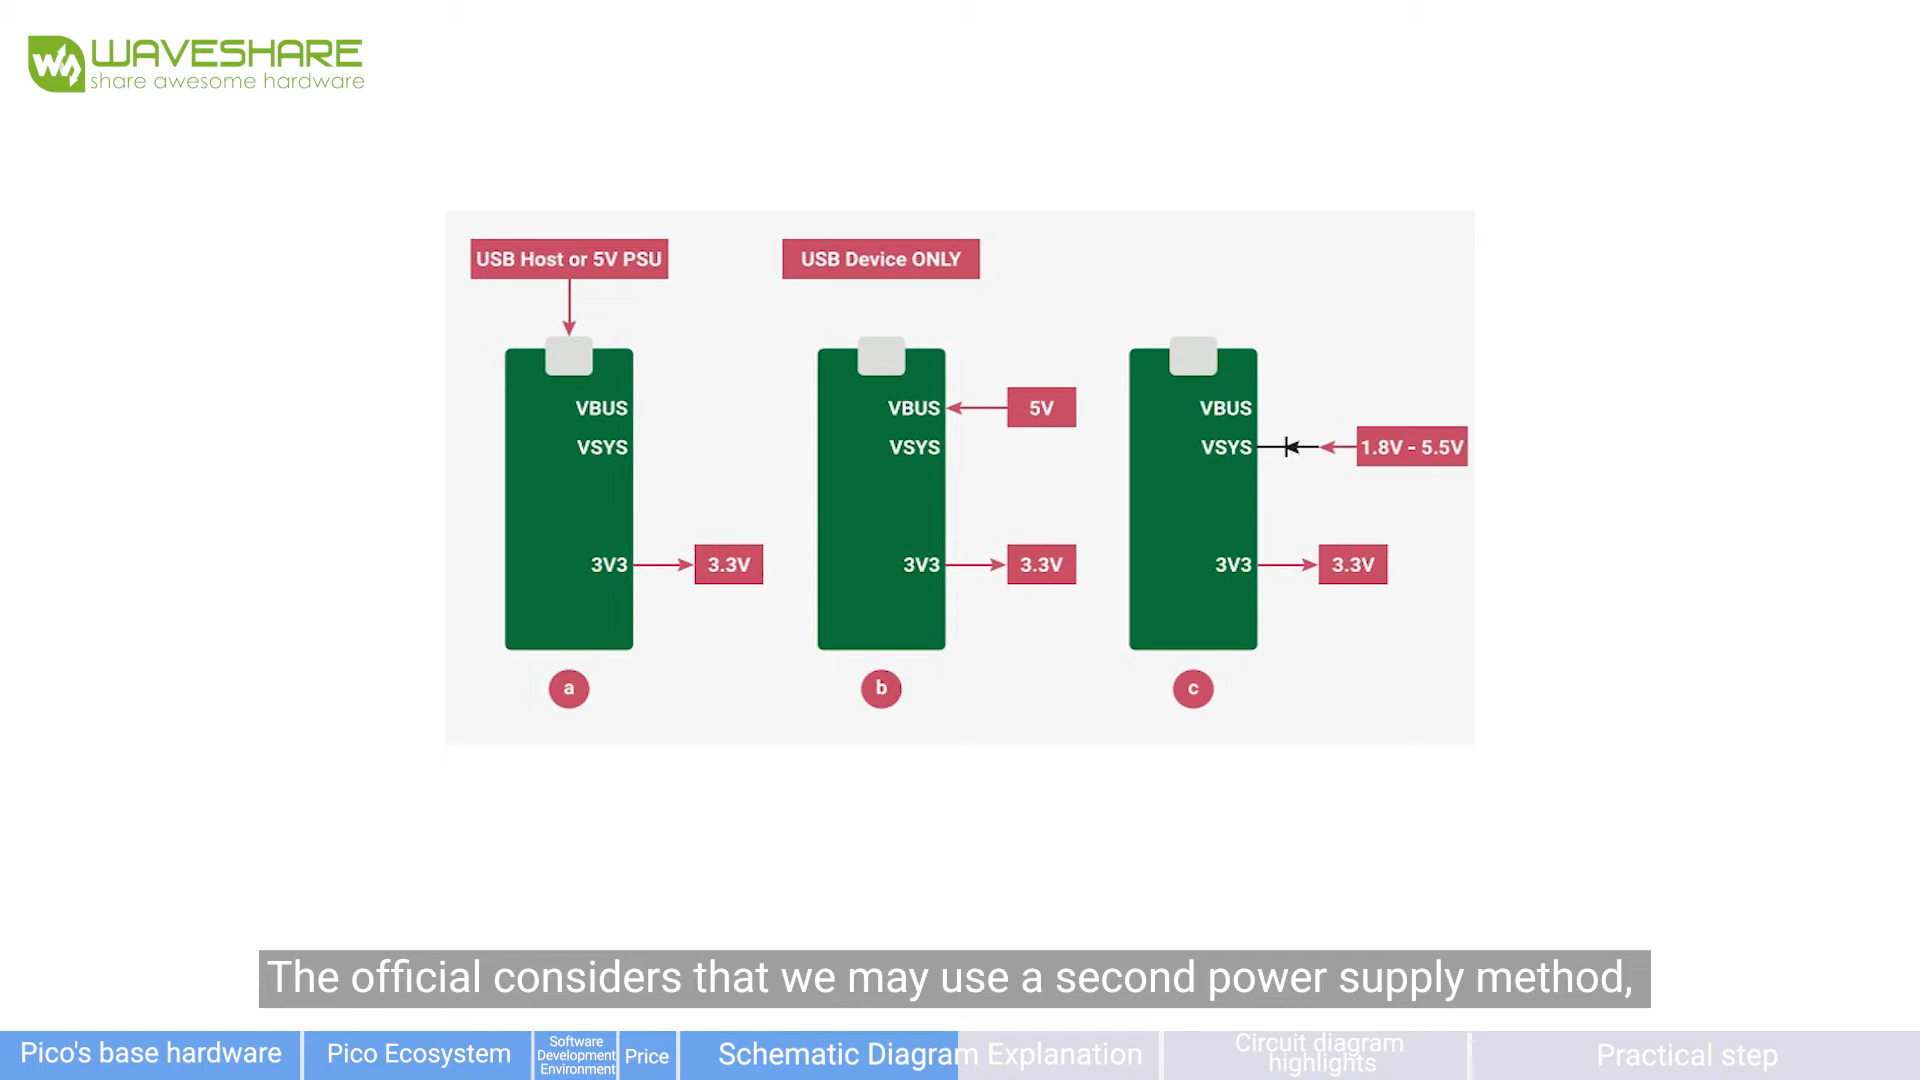 WAVESHARE
share awesome hardware
USB Host or 5V PSU
VBUS
VSYS
3V3
3.3V
a
USB Device ONLY
VBUS
5V
VSYS
3V3
3.3V
b
VBUS
VSYS
1.8V - 5.5V
3V3
3.3V
c
The official considers that we may use a second power supply method,
Pico's base hardware
Pico Ecosystem
Software
Development
Environment
Price
Schematic Diagram Explanation
Circuit diagram
highlights
Practical step